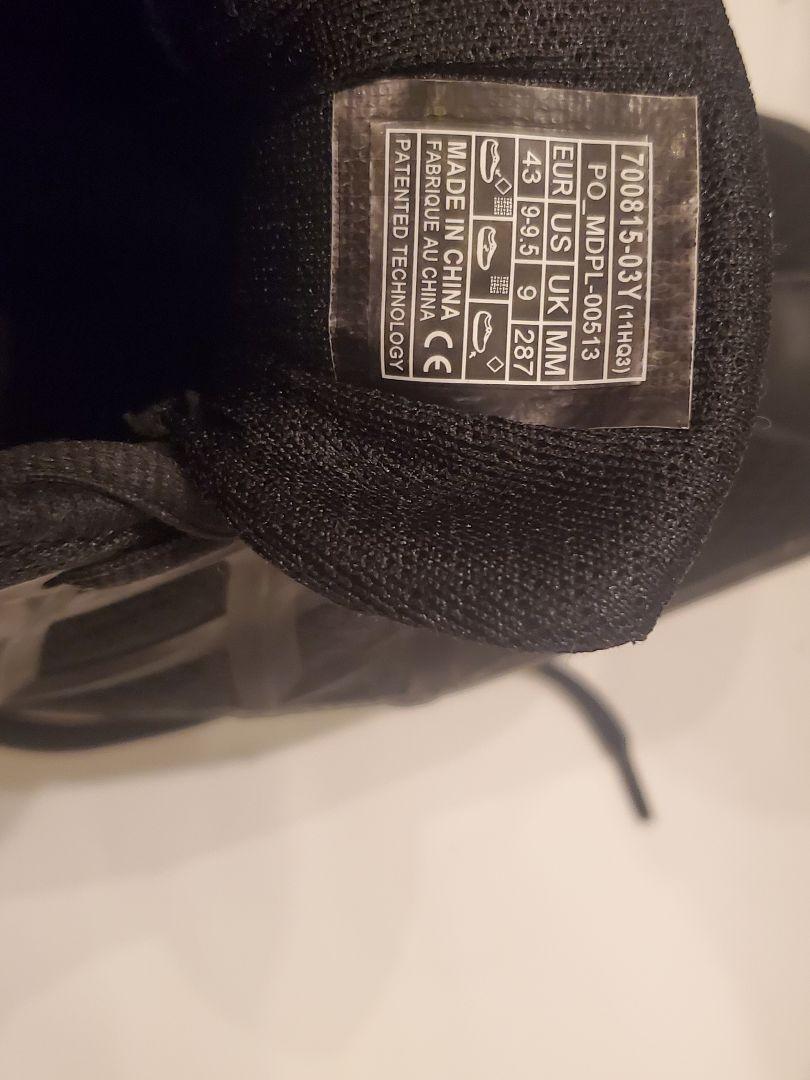 700815-03Y (11HQ3)
PO_MDPL-00513
EUR US UK MM
43 9-9.5 9 287
MADE IN CHINA
FABRIQUE AU CHINA CE
PATENTED TECHNOLOGY